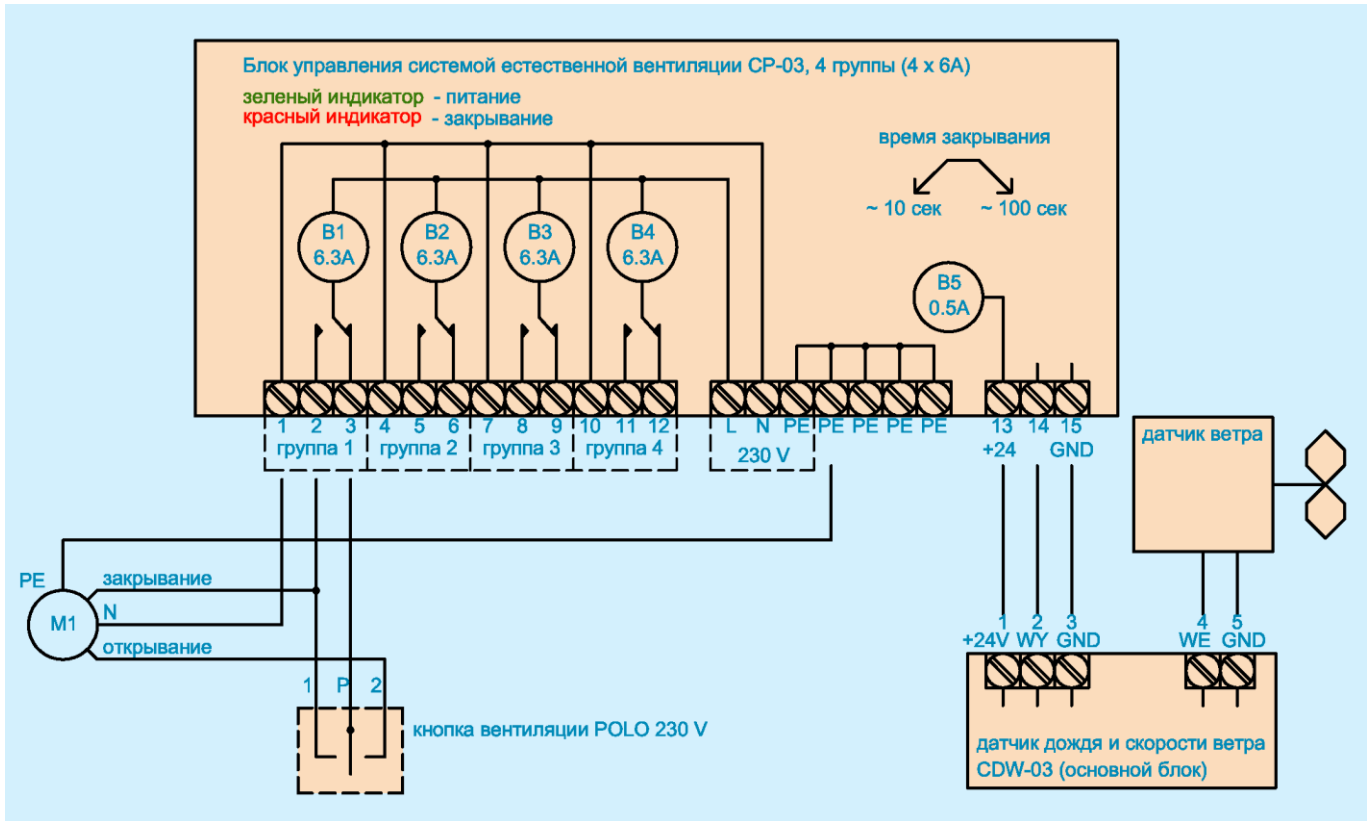 Блок управления системой естественной вентиляции СР-03, 4 группы (4 х 6А)
зеленый индикатор - питание
красный индикатор - закрывание
время закрывания
~ 10 сек ~ 100 сек
B1 B2 B3 B4
6.3A 6.3A 6.3A 6.3A
B5
0.5A
1 2 3 4 5 6 7 8 9 10 11 12 L N PE PE PE PE PE 13 14 15
группа 1 группа 2 группа 3 группа 4 230 V +24 GND
датчик ветра
PE закрывание
M1 N
открывание
1 P 2
кнопка вентиляции POLO 230 V
1 2 3 4 5
+24V WY GND WE GND
датчик дождя и скорости ветра
CDW-03 (основной блок)